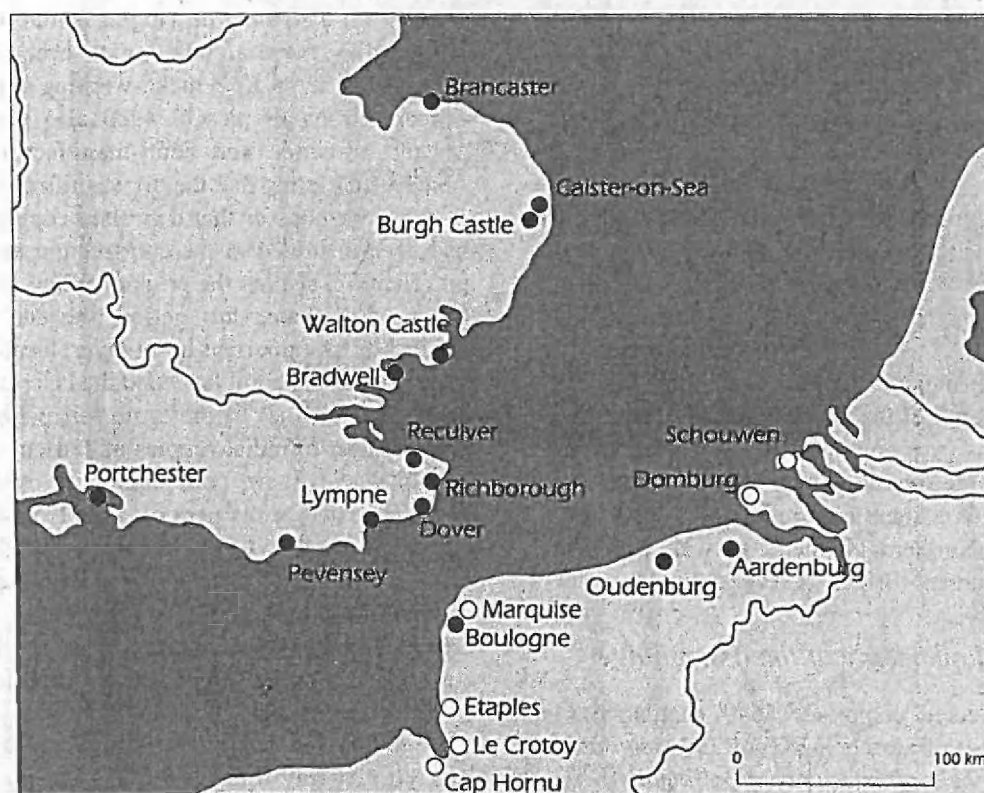 Brancaster
Caister-on-Sea
Burgh Castle
Walton Castle
Bradwell
Reculver
Schouwen
Portchester
Domburg
Lympne
Richborough
Dover
Pevensey
Oudenburg
Aardenburg
Marquise
Boulogne
Etaples
Le Crotoy
Cap Hornu
0 100 km